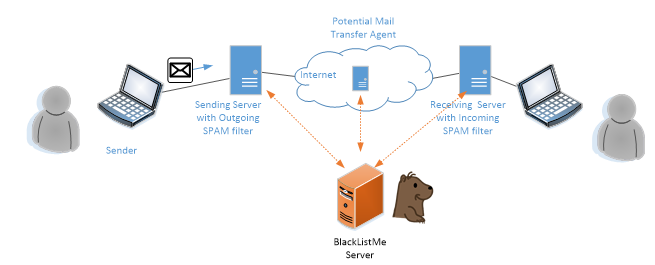 Potential Mail
Transfer Agent
Internet
Sending Server
with Outgoing
SPAM filter
Receiving Server
with Incoming
SPAM filter
Sender
BlackListMe
Server